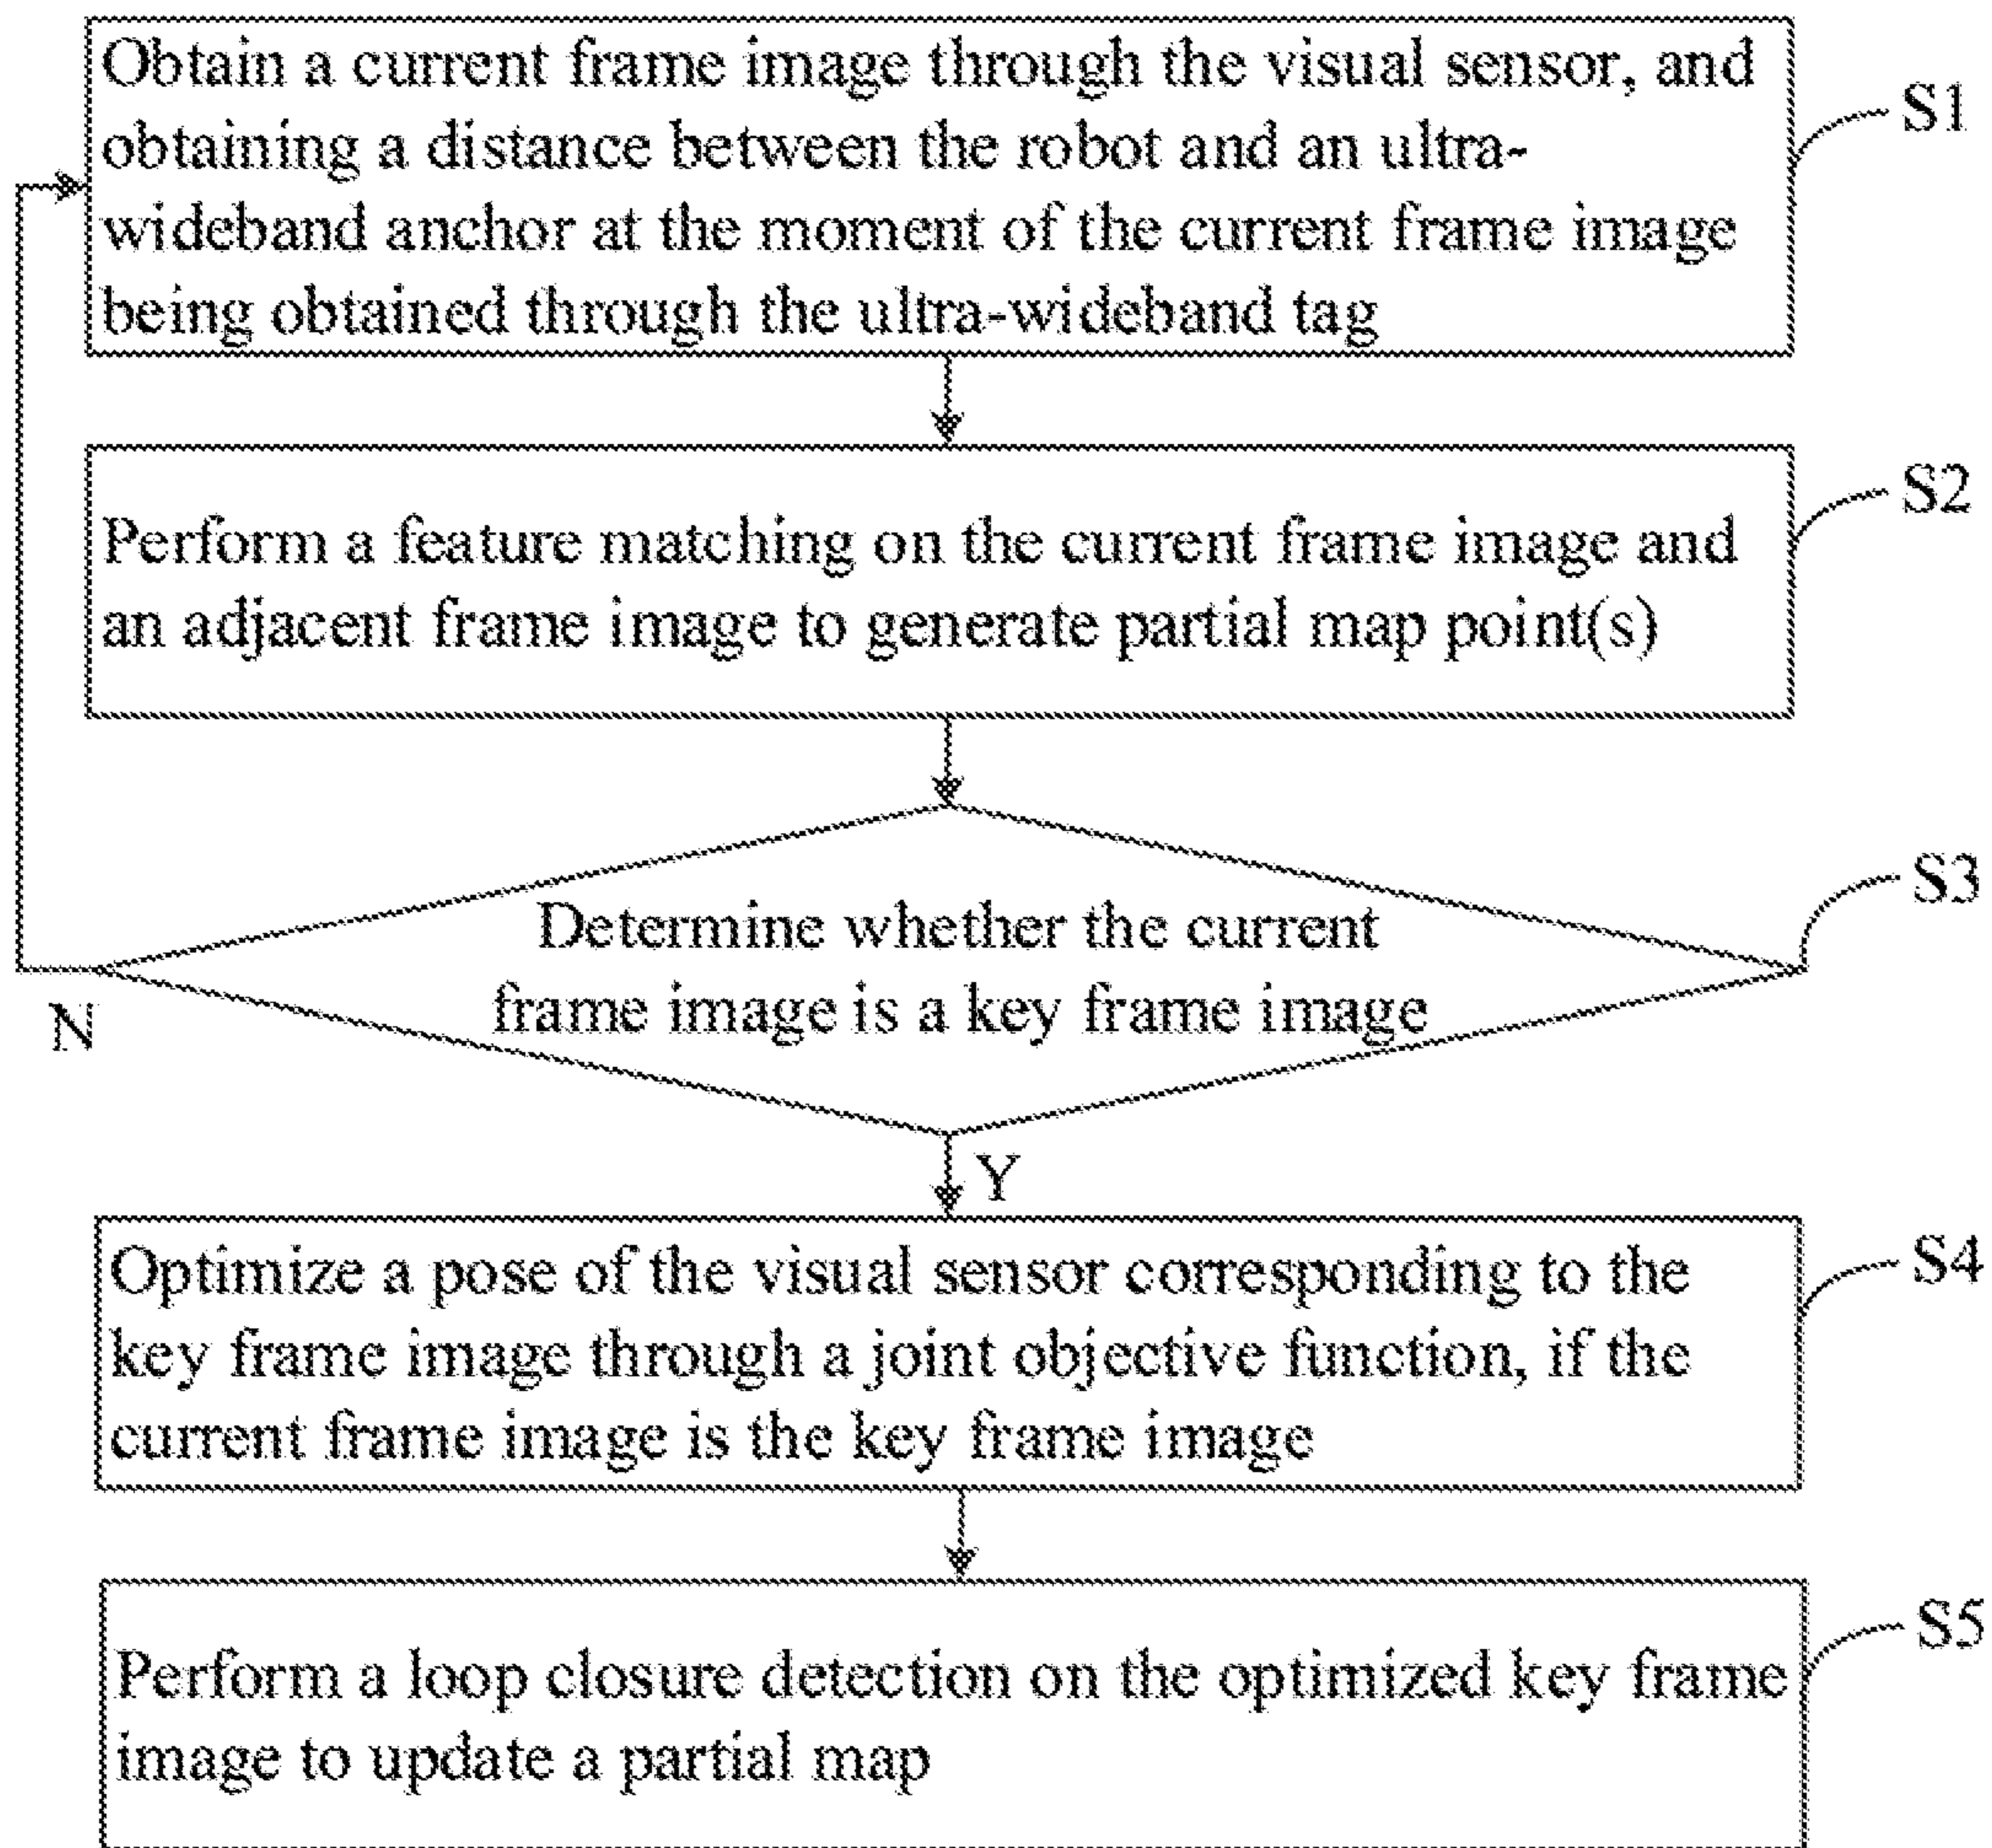 Obtain a current frame image through the visual sensor, and
obtaining a distance between the robot and an ultra-
wideband anchor at the moment of the current frame image
being obtained through the ultra-wideband tag
S1
Perform a feature matching on the current frame image and
an adjacent frame image to generate partial map point(s)
S2
Determine whether the current
frame image is a key frame image
S3
N
Y
Optimize a pose of the visual sensor corresponding to the
key frame image through a joint objective function, if the
current frame image is the key frame image
S4
Perform a loop closure detection on the optimized key frame
image to update a partial map
S5